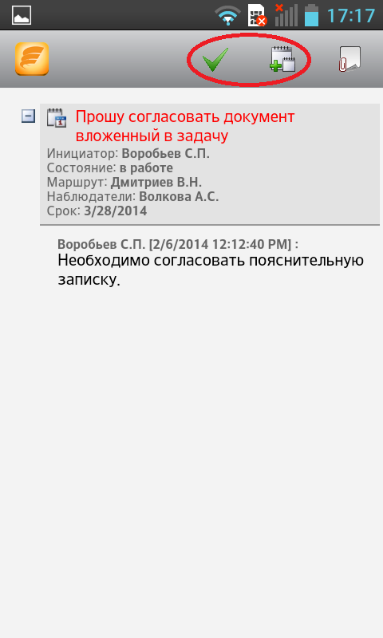 17:17
Прошу согласовать документ
вложенный в задачу
Инициатор: Воробьев С.П.
Состояние: в работе
Маршрут: Дмитриев В.Н.
Наблюдатели: Волкова А.С.
Срок: 3/28/2014
Воробьев С.П. [2/6/2014 12:12:40 PM] :
Необходимо согласовать пояснительную
записку.